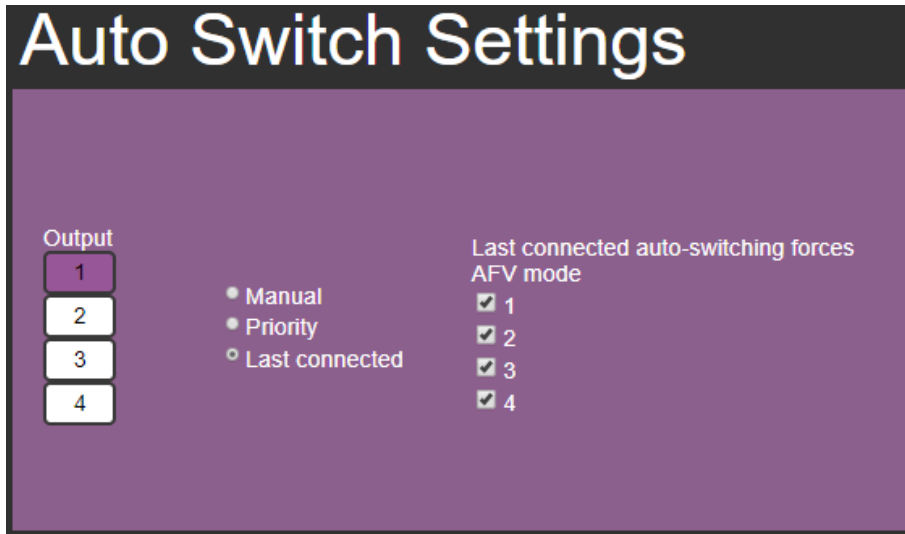 Auto Switch Settings
Output
1
2
3
4
Manual
Priority
Last connected
Last connected auto-switching forces
AFV mode
1
2
3
4